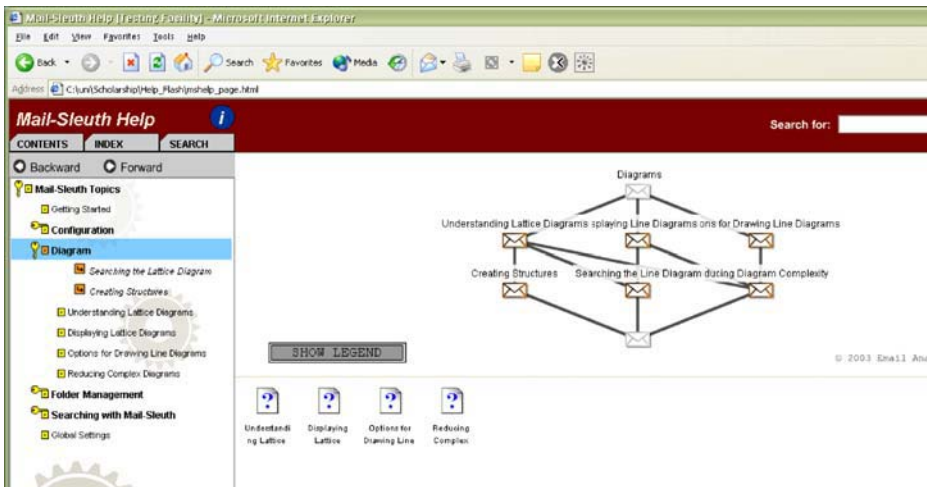 Mail-Sleuth Help [Testing Facility] - Microsoft Internet Explorer
File Edit View Favorites Tools Help
Back Search Favorites Media
Address C:\uni\Scholarship\Help_Flash\mshelp_page.html
Mail-Sleuth Help i
Search for:
CONTENTS INDEX SEARCH
Backward Forward
Mail-Sleuth Topics
Getting Started
Configuration
Diagram
Searching the Lattice Diagram
Creating Structures
Understanding Lattice Diagrams
Displaying Lattice Diagrams
Options for Drawing Line Diagrams
Reducing Complex Diagrams
Folder Management
Searching with Mail-Sleuth
Global Settings
Diagrams
Understanding Lattice Diagrams splaying Line Diagrams ons for Drawing Line Diagrams
Creating Structures Searching the Line Diagram ducing Diagram Complexity
SHOW LEGEND
© 2003 Email Ana
Understandi
ng Lattice
Displaying
Lattice
Options for
Drawing Line
Reducing
Complex